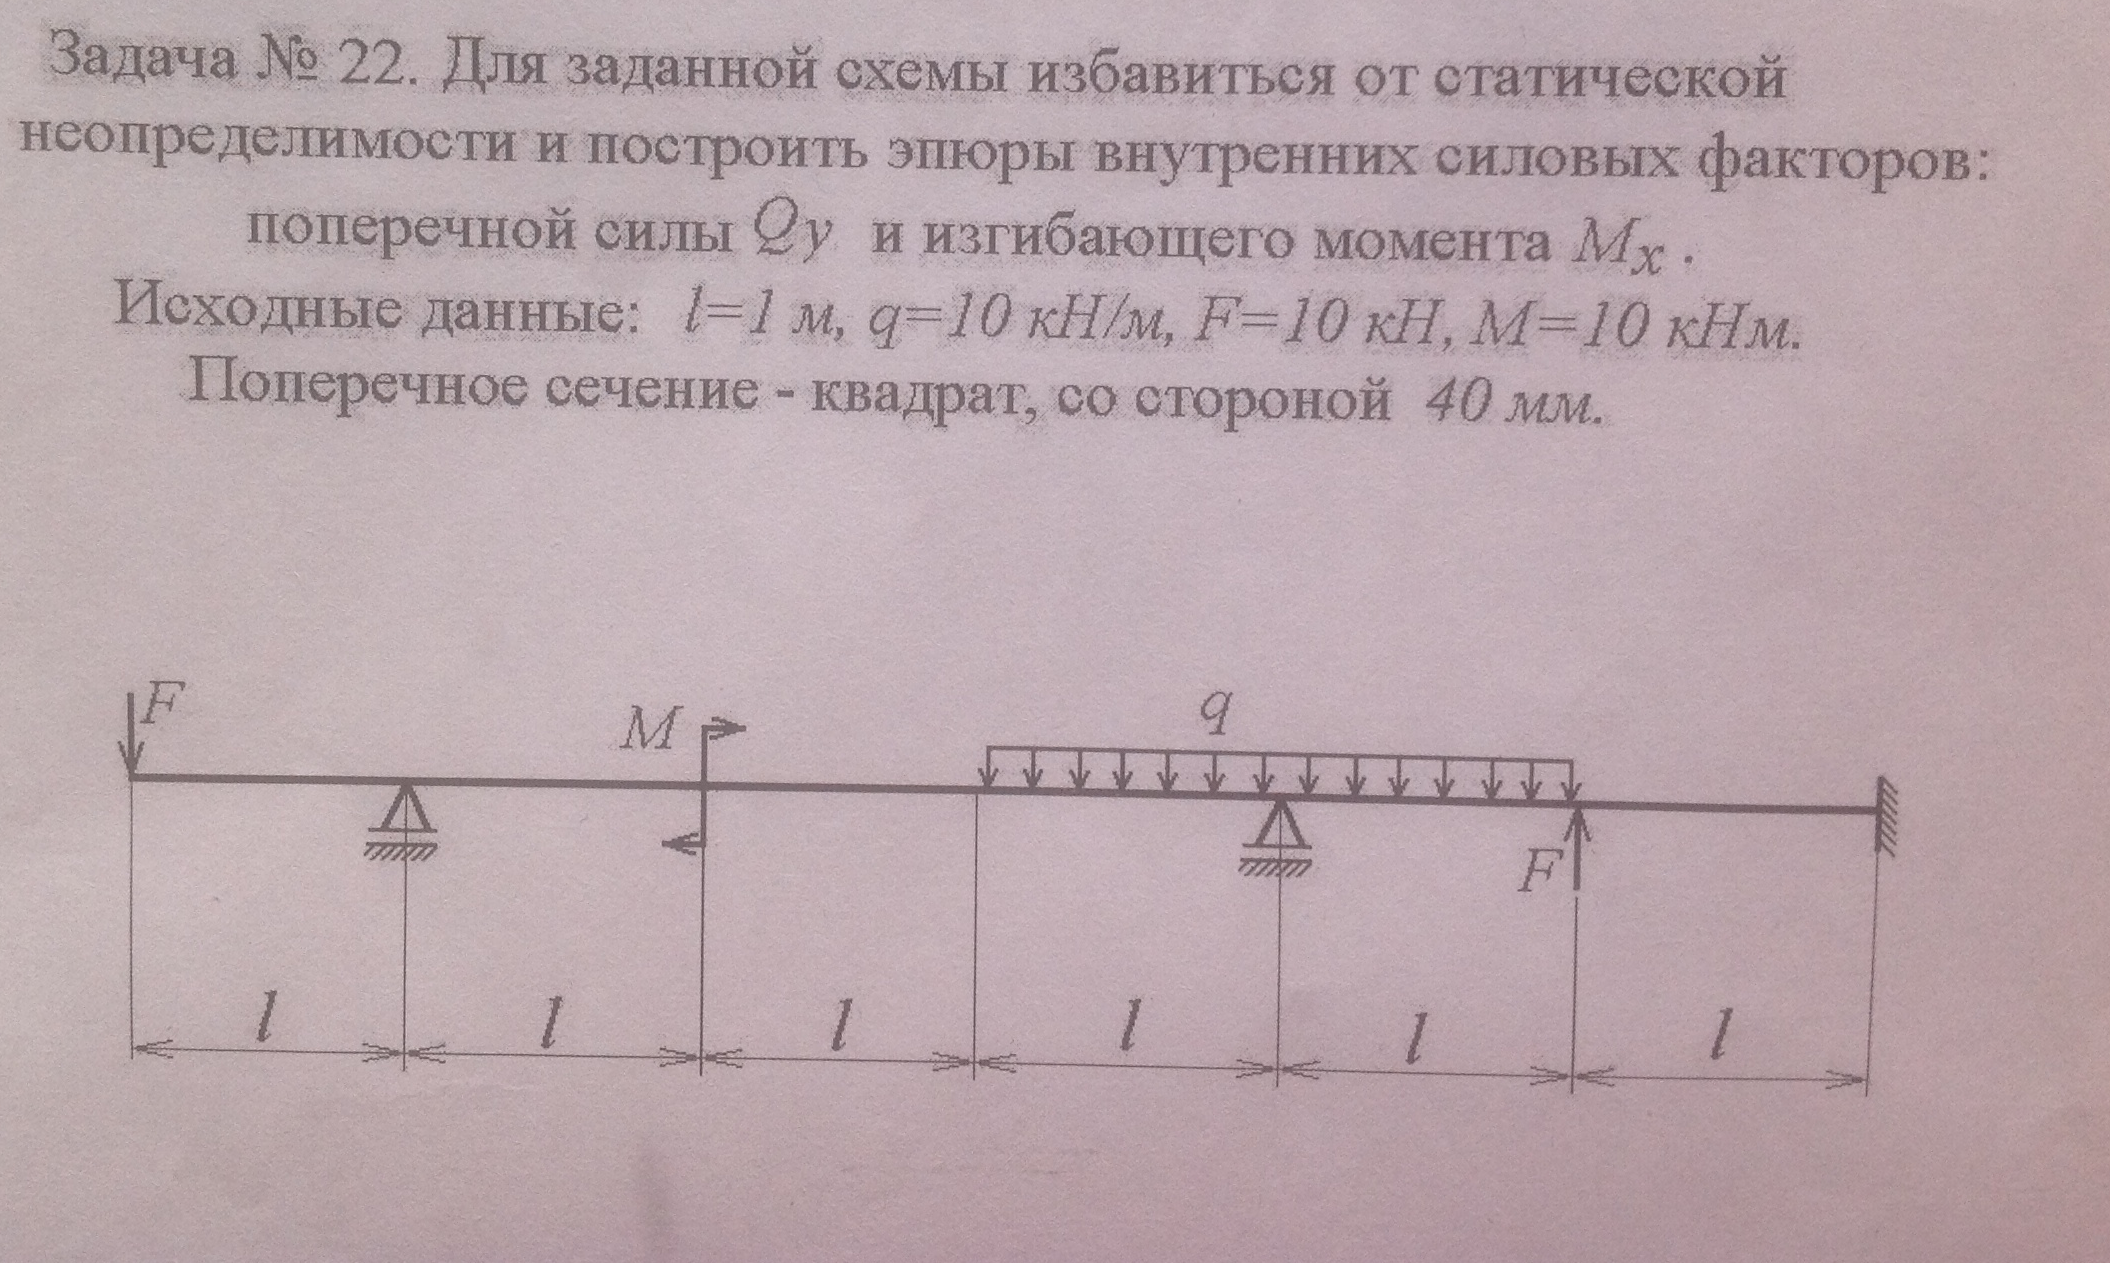 Задача № 22. Для заданной схемы избавиться от статической
неопределимости и построить эпюры внутренних силовых факторов:
поперечной силы Qy и изгибающего момента Mx .
Исходные данные: l=1 м, q=10 кН/м, F=10 кН, М=10 кНм.
Поперечное сечение - квадрат, со стороной 40 мм.
F
M
q
F
l l l l l l